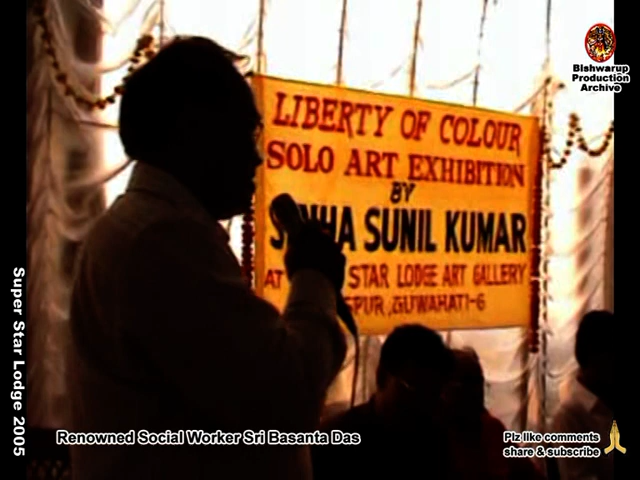 Bishwarup
Production
Archive
LIBERTY OF COLOUR
SOLO ART EXHIBITION
BY
SUNIL KUMAR
AT STAR LODGE ART GALLERY
GUWAHATI-6
Super Star Lodge 2005
Renowned Social Worker Sri Basanta Das
Plz like comments
share & subscribe